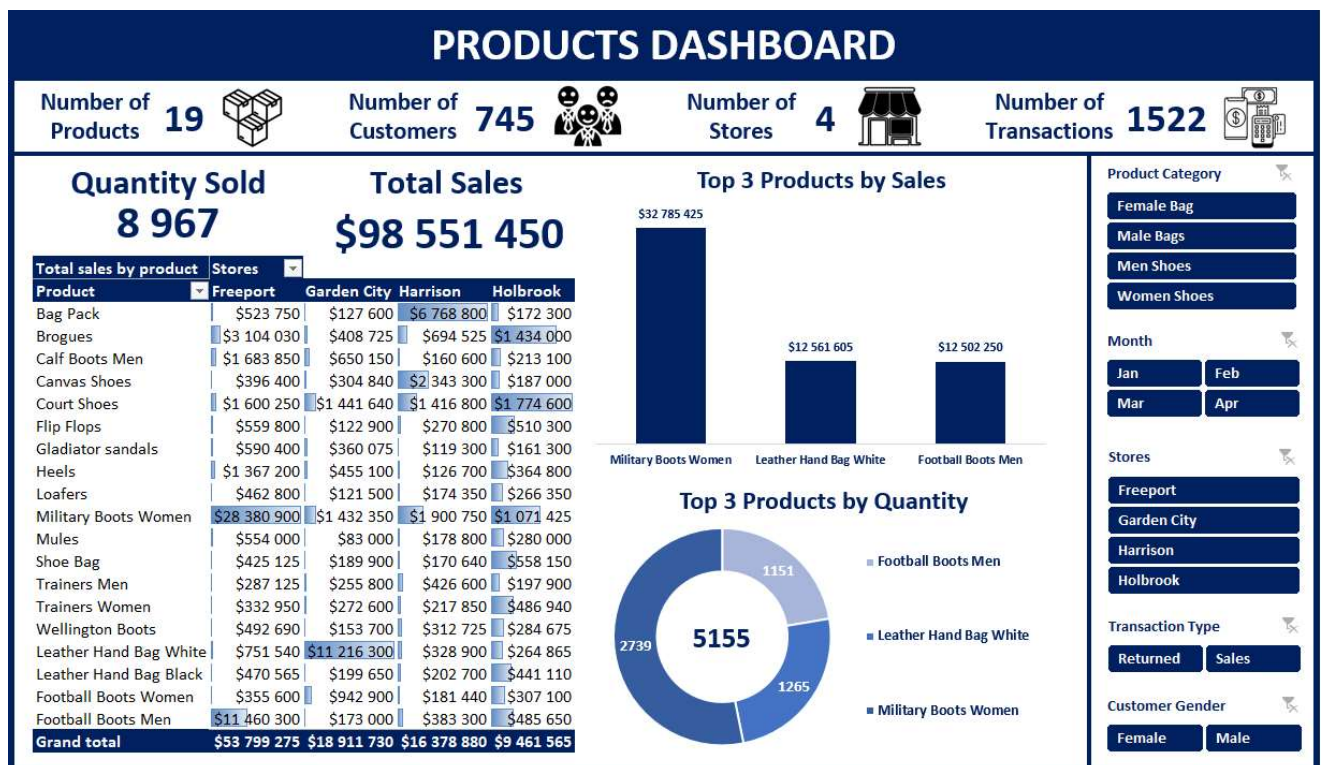 PRODUCTS DASHBOARD
Number of Products 19
Number of Customers 745
Number of Stores 4
Number of Transactions 1522
Quantity Sold
8 967
Total Sales
$98 551 450
Total sales by product Stores
Product Freeport Garden City Harrison Holbrook
Bag Pack $523 750 $127 600 $6 768 800 $172 300
Brogues $3 104 030 $408 725 $694 525 $1 434 000
Calf Boots Men $1 683 850 $650 150 $160 600 $213 100
Canvas Shoes $396 400 $304 840 $2 343 300 $187 000
Court Shoes $1 600 250 $1 441 640 $1 416 800 $1 774 600
Flip Flops $559 800 $122 900 $270 800 $510 300
Gladiator sandals $590 400 $360 075 $119 300 $161 300
Heels $1 367 200 $455 100 $126 700 $364 800
Loafers $462 800 $121 500 $174 350 $266 350
Military Boots Women $28 380 900 $1 432 350 $1 900 750 $1 071 425
Mules $554 000 $83 000 $178 800 $280 000
Shoe Bag $425 125 $189 900 $170 640 $558 150
Trainers Men $287 125 $255 800 $426 600 $197 900
Trainers Women $332 950 $272 600 $217 850 $486 940
Wellington Boots $492 690 $153 700 $312 725 $284 675
Leather Hand Bag White $751 540 $11 216 300 $328 900 $264 865
Leather Hand Bag Black $470 565 $199 650 $202 700 $441 110
Football Boots Women $355 600 $942 900 $181 440 $307 100
Football Boots Men $11 460 300 $173 000 $383 300 $485 650
Grand total $53 799 275 $18 911 730 $16 378 880 $9 461 565
Top 3 Products by Sales
$32 785 425
$12 561 605
$12 502 250
Military Boots Women Leather Hand Bag White Football Boots Men
Top 3 Products by Quantity
1151
1265
2739
5155
Football Boots Men
Leather Hand Bag White
Military Boots Women
Product Category
Female Bag
Male Bags
Men Shoes
Women Shoes
Month
Jan Feb
Mar Apr
Stores
Freeport
Garden City
Harrison
Holbrook
Transaction Type
Returned Sales
Customer Gender
Female Male